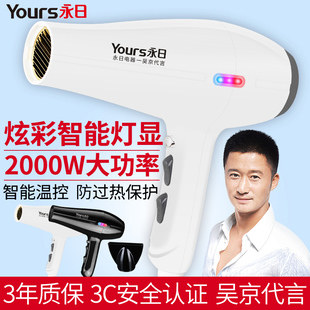 Yours永日
Yours永日
永日电器—吴京代言
炫彩智能灯显
2000W大功率
智能温控 防过热保护
3年质保 3C安全认证 吴京代言